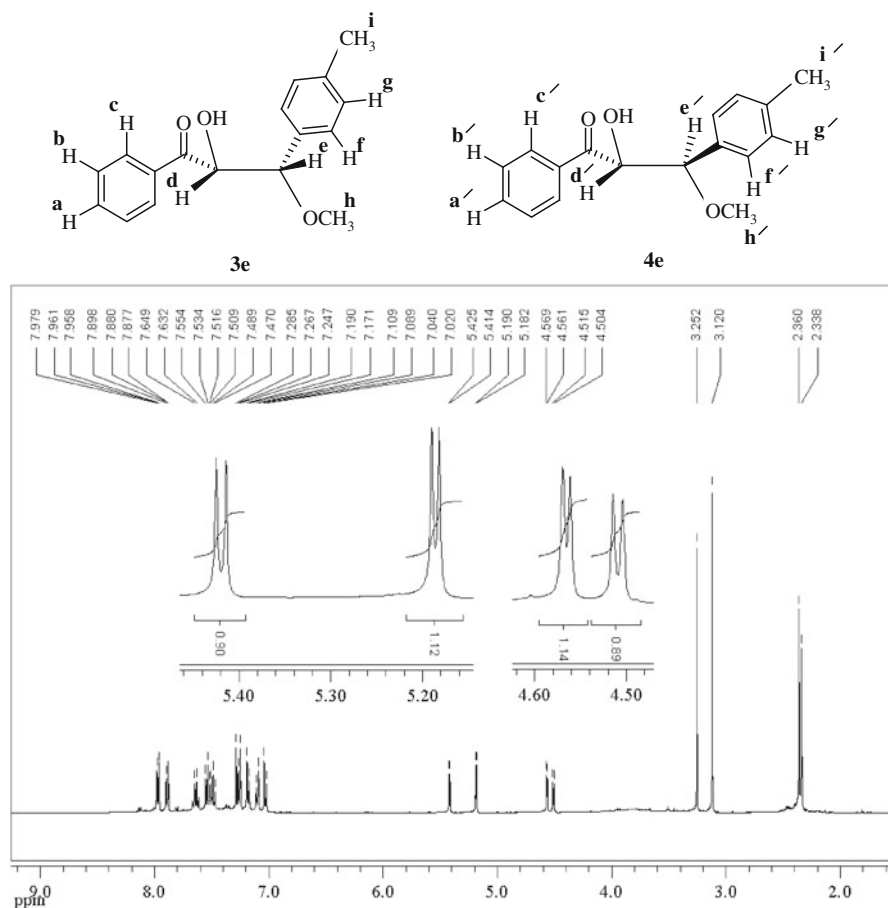 i
CH₃
g
H
c
O OH
H
b
H
e
f
H H
d
a
H
H
h
OCH₃
3e
i′
CH₃
g′
H
c′
O OH
e′
H
H
b′
H
f′
H
d′
a′
H
H
h′
OCH₃
4e
7.979 7.961 7.958 7.898 7.880 7.877 7.649 7.632 7.554 7.534 7.516 7.509 7.489 7.470 7.285 7.267 7.247 7.190 7.171 7.109 7.089 7.040 7.020 5.425 5.414 5.190 5.182 4.569 4.561 4.515 4.504 3.252 3.120 2.360 2.338
0.90 1.12 1.14 0.89
5.40 5.30 5.20 4.60 4.50
9.0 8.0 7.0 6.0 5.0 4.0 3.0 2.0
ppm